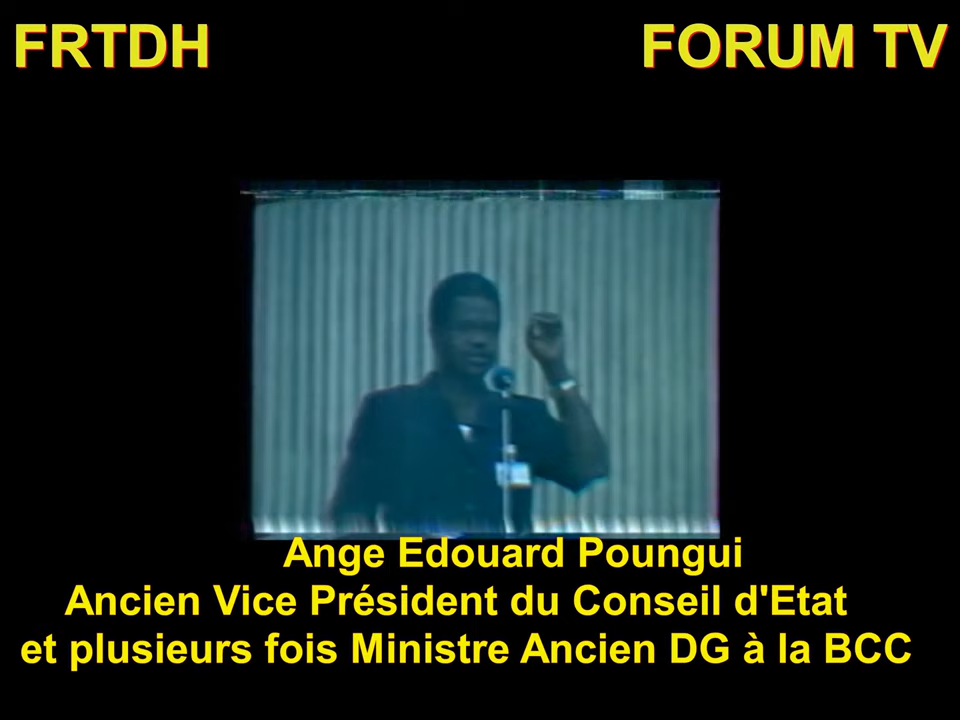 FRTDH FORUM TV
Ange Edouard Poungui
Ancien Vice Président du Conseil d'Etat
et plusieurs fois Ministre Ancien DG à la BCC